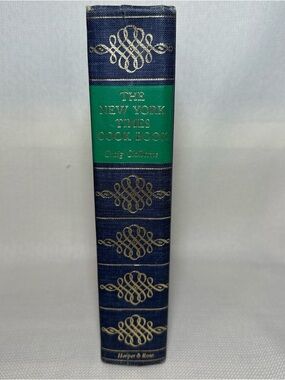 THE
NEW YORK
TIMES
COOK BOOK
Craig Claiborne
Harper & Row